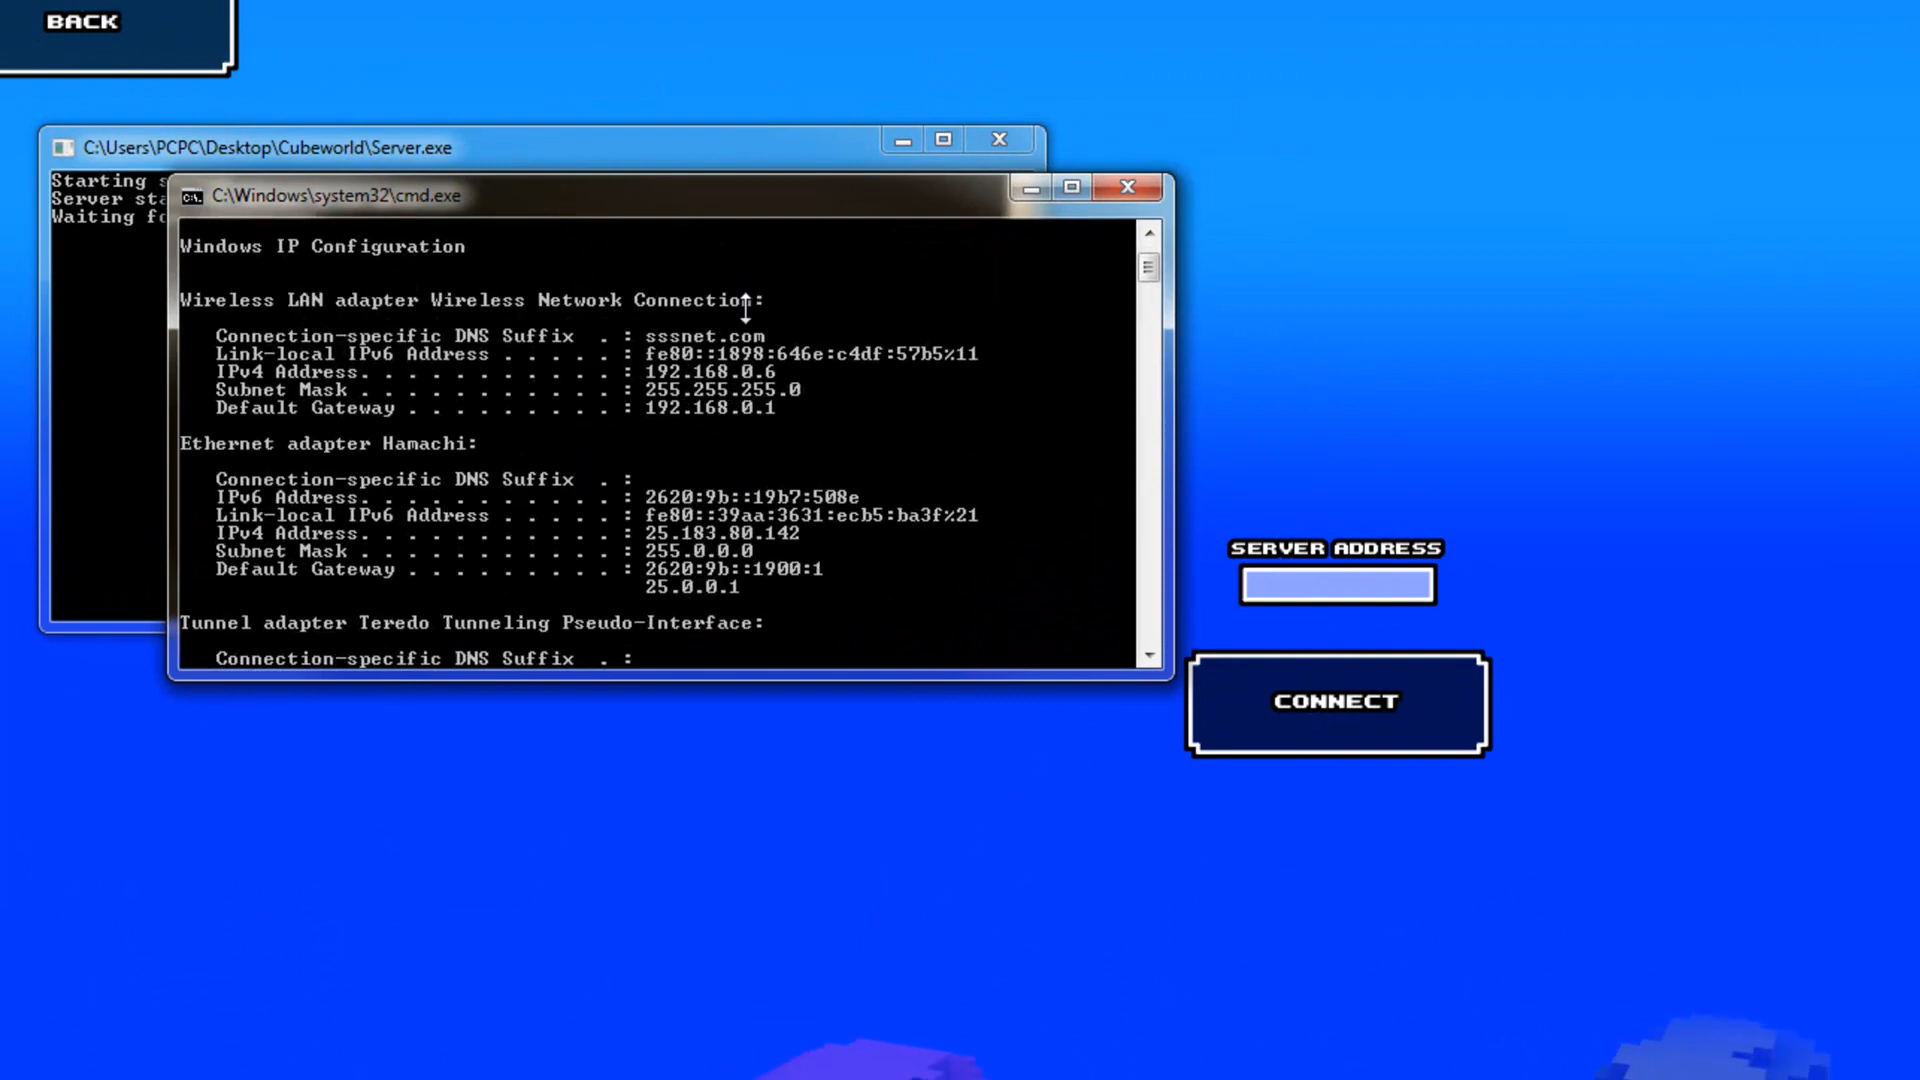 BACK
C:\Users\PCPC\Desktop\Cubeworld\Server.exe
Starting s
Server sta
Waiting fo
C:\Windows\system32\cmd.exe
Windows IP Configuration
Wireless LAN adapter Wireless Network Connection:
Connection-specific DNS Suffix . : sssnet.com
Link-local IPv6 Address . . . . . : fe80::1898:646e:c4df:57b5%11
IPv4 Address. . . . . . . . . . . : 192.168.0.6
Subnet Mask . . . . . . . . . . . : 255.255.255.0
Default Gateway . . . . . . . . . : 192.168.0.1
Ethernet adapter Hamachi:
Connection-specific DNS Suffix . :
IPv6 Address. . . . . . . . . . . : 2620:9b::19b7:508e
Link-local IPv6 Address . . . . . : fe80::39aa:3631:ecb5:ba3f%21
IPv4 Address. . . . . . . . . . . : 25.183.80.142
Subnet Mask . . . . . . . . . . . : 255.0.0.0
Default Gateway . . . . . . . . . : 2620:9b::1900:1
25.0.0.1
Tunnel adapter Teredo Tunneling Pseudo-Interface:
Connection-specific DNS Suffix . :
SERVER ADDRESS
CONNECT